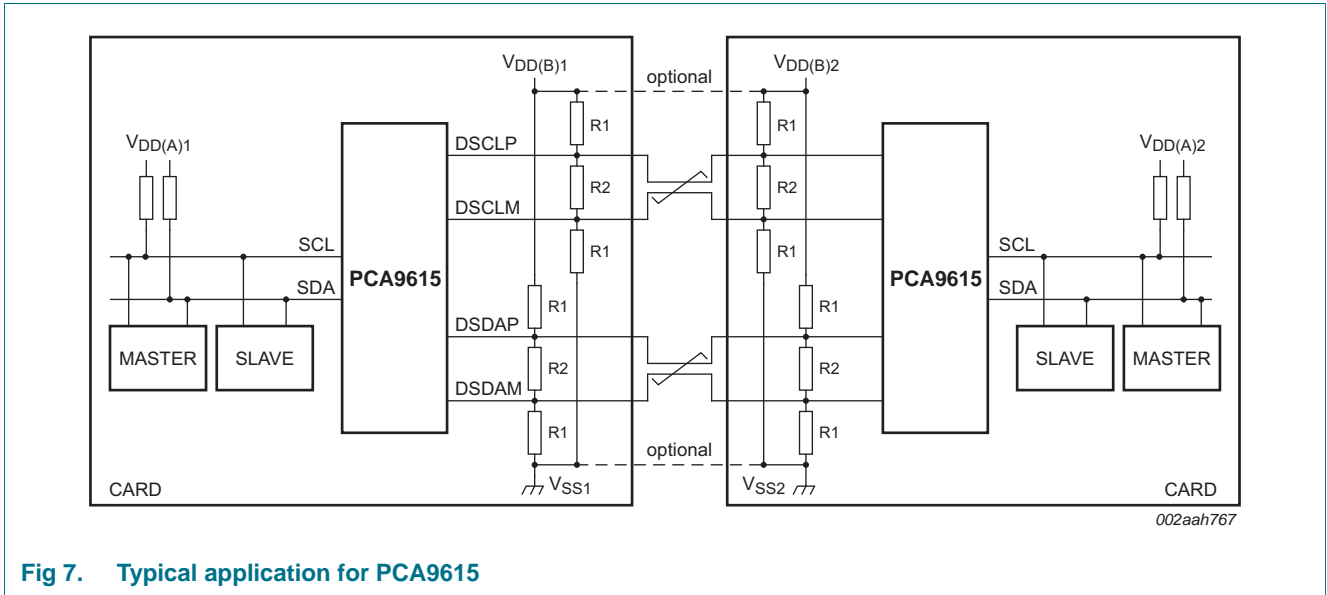 VDD(B)1
optional
VDD(B)2
R1
R1
VDD(A)1
DSCLP
VDD(A)2
R2
R2
DSCLM
SCL
R1
R1
SCL
PCA9615
PCA9615
SDA
SDA
R1
R1
DSDAP
MASTER
SLAVE
R2
R2
SLAVE
MASTER
DSDAM
R1
R1
optional
CARD
VSS1
VSS2
CARD
002aah767
Fig 7. Typical application for PCA9615